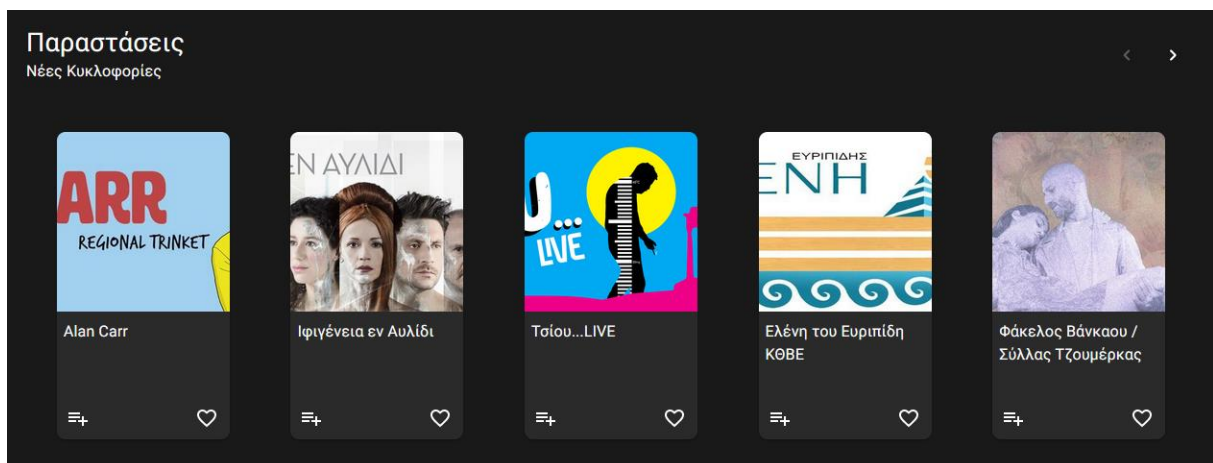 Παραστάσεις
Νέες Κυκλοφορίες
ARR
REGIONAL TRINKET
Alan Carr
ΕΝ ΑΥΛΙΔΙ
Ιφιγένεια εν Αυλίδι
LIVE
Τσίου...LIVE
ΕΥΡΙΠΙΔΗΣ
ΕΝΗ
Ελένη του Ευριπίδη
ΚΘΒΕ
Φάκελος Βάνκαου /
Σύλλας Τζουμέρκας